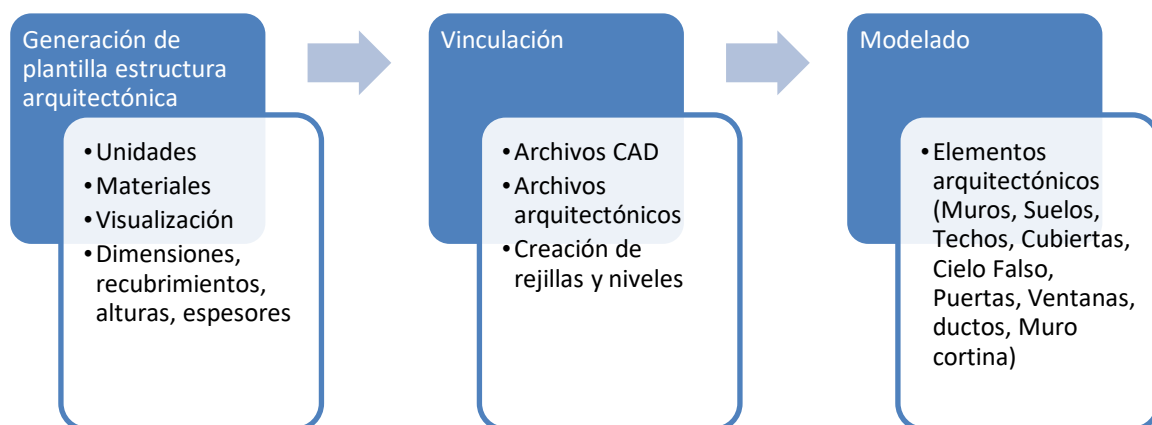 Generación de
plantilla estructura
arquitectónica
•Unidades
•Materiales
•Visualización
•Dimensiones,
recubrimientos,
alturas, espesores
Vinculación
•Archivos CAD
•Archivos
arquitectónicos
•Creación de
rejillas y niveles
Modelado
•Elementos
arquitectónicos
(Muros, Suelos,
Techos, Cubiertas,
Cielo Falso,
Puertas, Ventanas,
ductos, Muro
cortina)